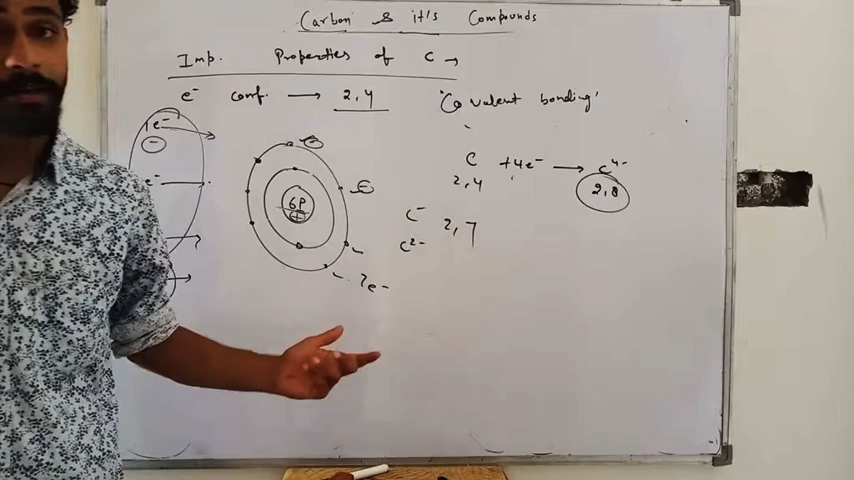 Carbon & it's Compounds
Imp. Properties of C →
e⁻ conf. → 2,4
'Covalent bonding'
1e⁻
−
e⁻
6P
+
−
−
7e⁻
C +4e⁻ → C⁴⁻
2,4
2,8
C⁻
2,7
C²⁻